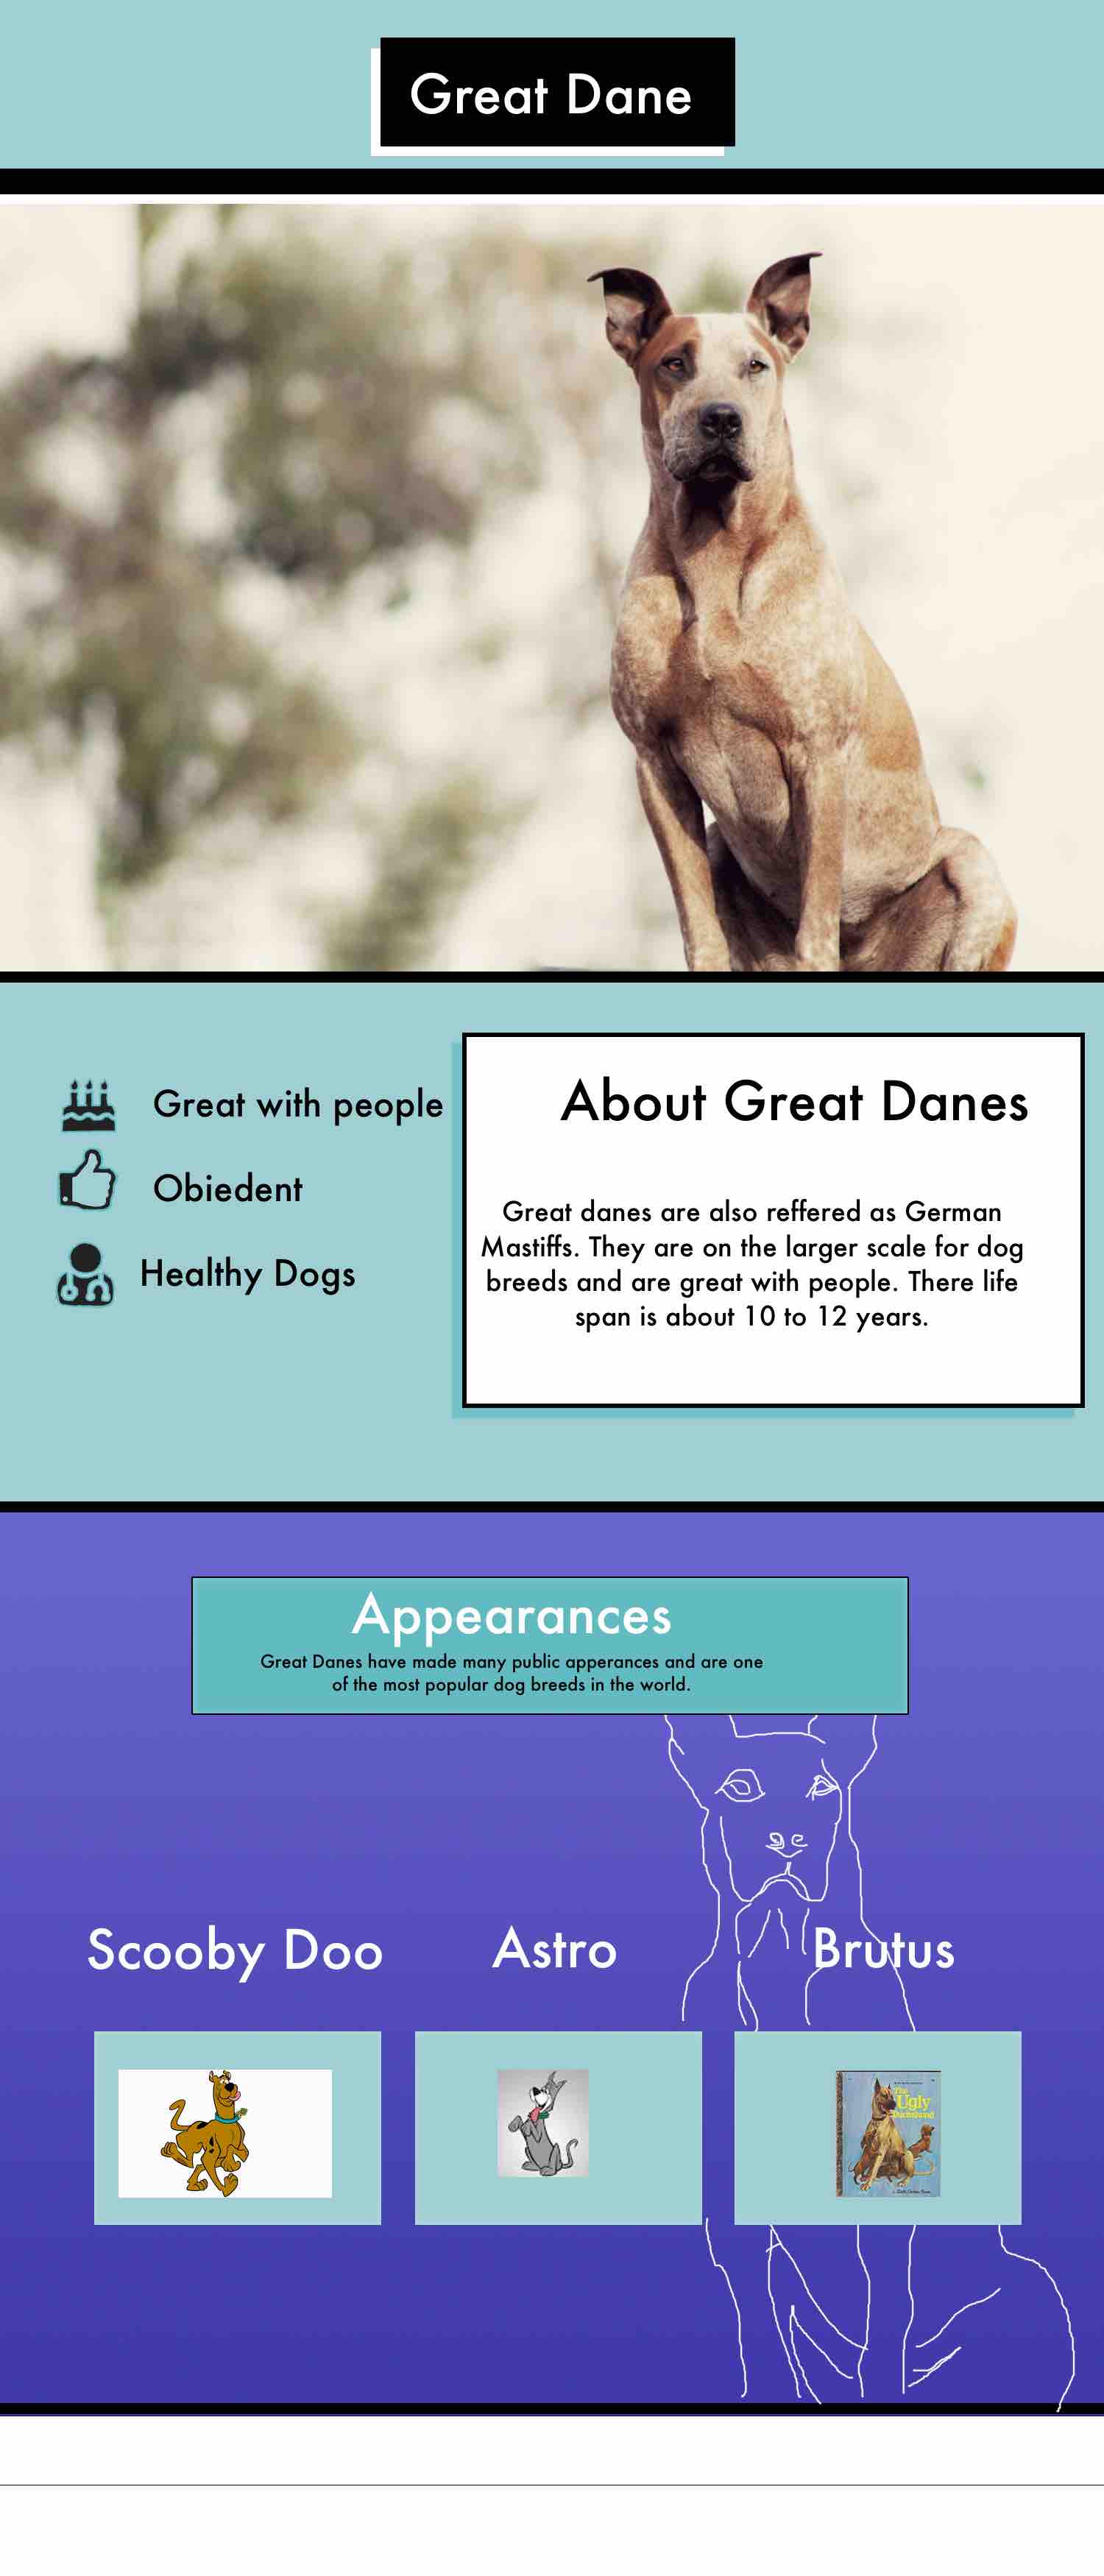 Great Dane
Great with people
Obiedent
Healthy Dogs
About Great Danes
Great danes are also reffered as German
Mastiffs. They are on the larger scale for dog
breeds and are great with people. There life
span is about 10 to 12 years.
Appearances
Great Danes have made many public apperances and are one
of the most popular dog breeds in the world.
Scooby Doo
Astro
Brutus
The
Ugly
Dachshund